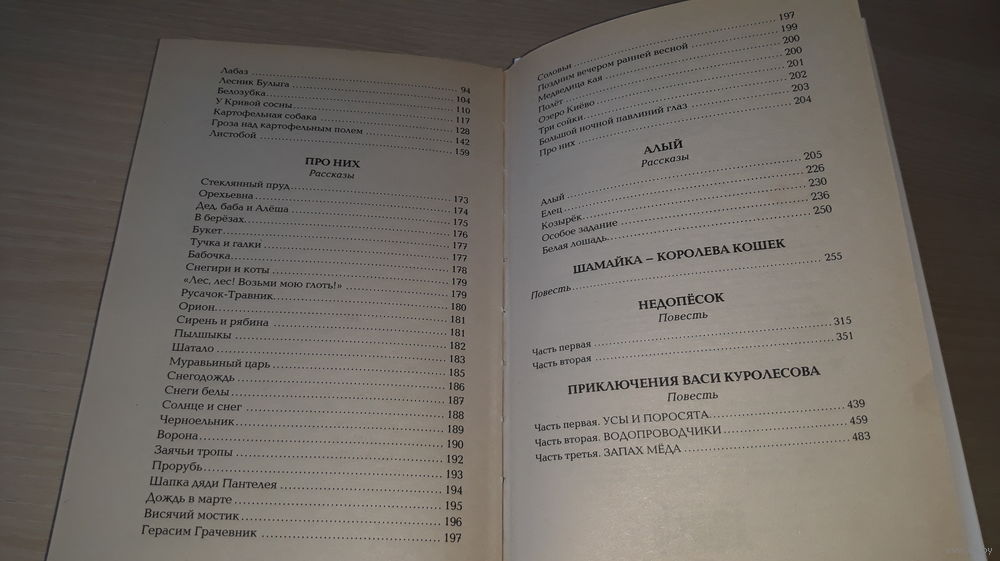 Лабаз 94
Лесник Булыга 104
Белозубка 110
У Кривой сосны 117
Картофельная собака 128
Гроза над картофельным полем 142
Листобой 159
ПРО НИХ
Рассказы
Стеклянный пруд 173
Орехьевна 174
Дед, баба и Алёша 175
В берёзах 176
Букет 177
Тучка и галки 177
Бабочка 178
Снегири и коты 179
«Лес, лес! Возьми мою глоть!» 179
Русачок-Травник 180
Орион 181
Сирень и рябина 181
Пылшыкы 182
Шатало 183
Муравьиный царь 185
Снегодождь 186
Снеги белы 187
Солнце и снег 188
Черноельник 189
Ворона 190
Заячьи тропы 192
Прорубь 193
Шапка дяди Пантелея 194
Дождь в марте 195
Висячий мостик 196
Герасим Грачевник 197
Соловьи 197
Поздним вечером ранней весной 199
Медведица кая 200
Полёт 200
Озеро Киёво 201
Три сойки 202
Большой ночной павлиний глаз 203
Про них 204
АЛЫЙ
Рассказы
Алый 205
Елец 226
Козырёк 230
Особое задание 236
Белая лошадь 250
ШАМАЙКА – КОРОЛЕВА КОШЕК
Повесть 255
НЕДОПЁСОК
Повесть
Часть первая 315
Часть вторая 351
ПРИКЛЮЧЕНИЯ ВАСИ КУРОЛЕСОВА
Повесть
Часть первая. УСЫ И ПОРОСЯТА 439
Часть вторая. ВОДОПРОВОДЧИКИ 459
Часть третья. ЗАПАХ МЁДА 483